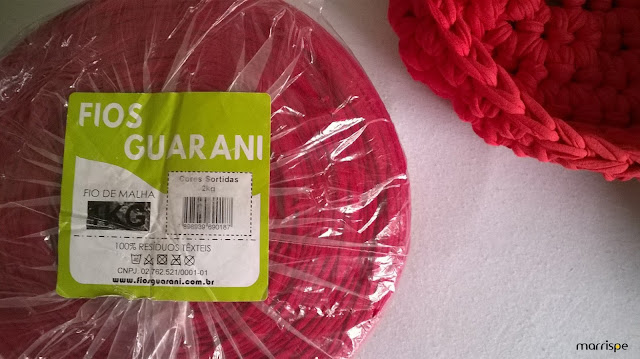 FIOS
GUARANI
FIO DE MALHA
KG
Cores Sortidas
2kg
100% RESÍDUOS TÊXTEIS
CNPJ. 02.762.521/0001-01
www.fiosguarani.com.br
marrispe